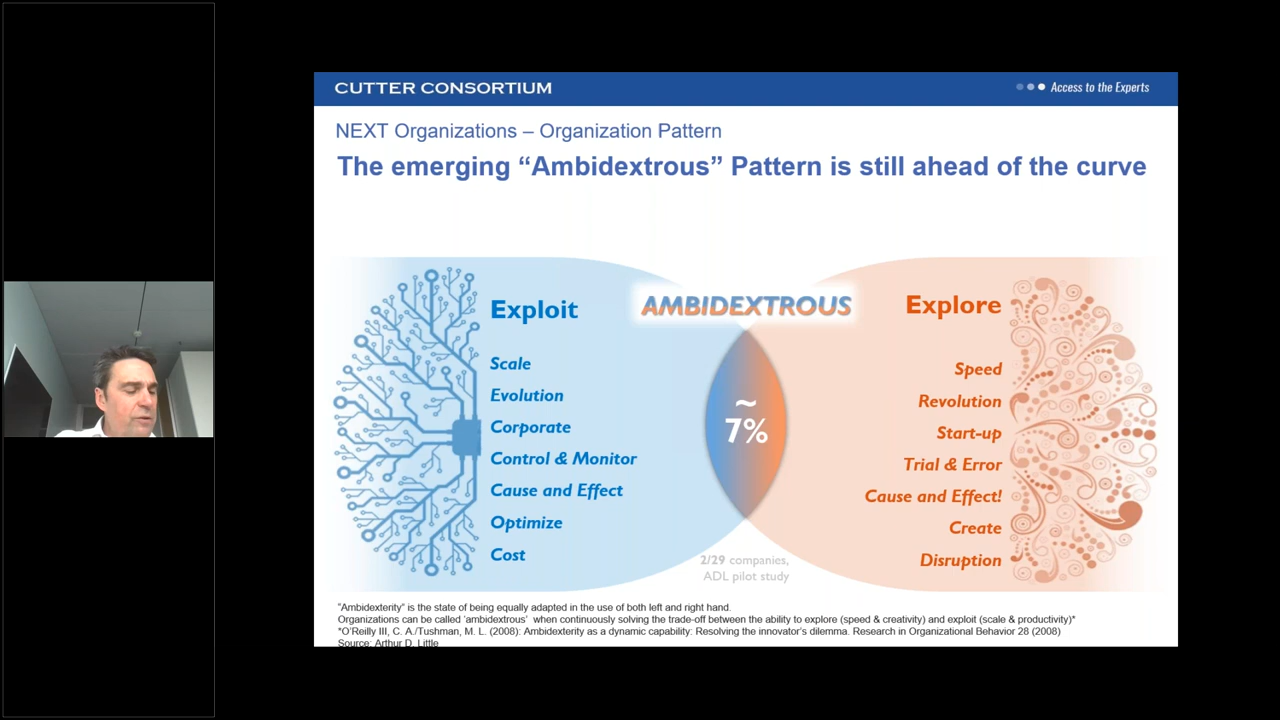 CUTTER CONSORTIUM
Access to the Experts
NEXT Organizations – Organization Pattern
The emerging “Ambidextrous” Pattern is still ahead of the curve
AMBIDEXTROUS
Exploit
Scale
Evolution
Corporate
Control & Monitor
Cause and Effect
Optimize
Cost
~
7%
2/29 companies,
ADL pilot study
Explore
Speed
Revolution
Start-up
Trial & Error
Cause and Effect!
Create
Disruption
"Ambidexterity" is the state of being equally adapted in the use of both left and right hand.
Organizations can be called 'ambidextrous' when continuously solving the trade-off between the ability to explore (speed & creativity) and exploit (scale & productivity)*
*O'Reilly III, C. A./Tushman, M. L. (2008): Ambidexterity as a dynamic capability: Resolving the innovator's dilemma. Research in Organizational Behavior 28 (2008)
Source: Arthur D. Little